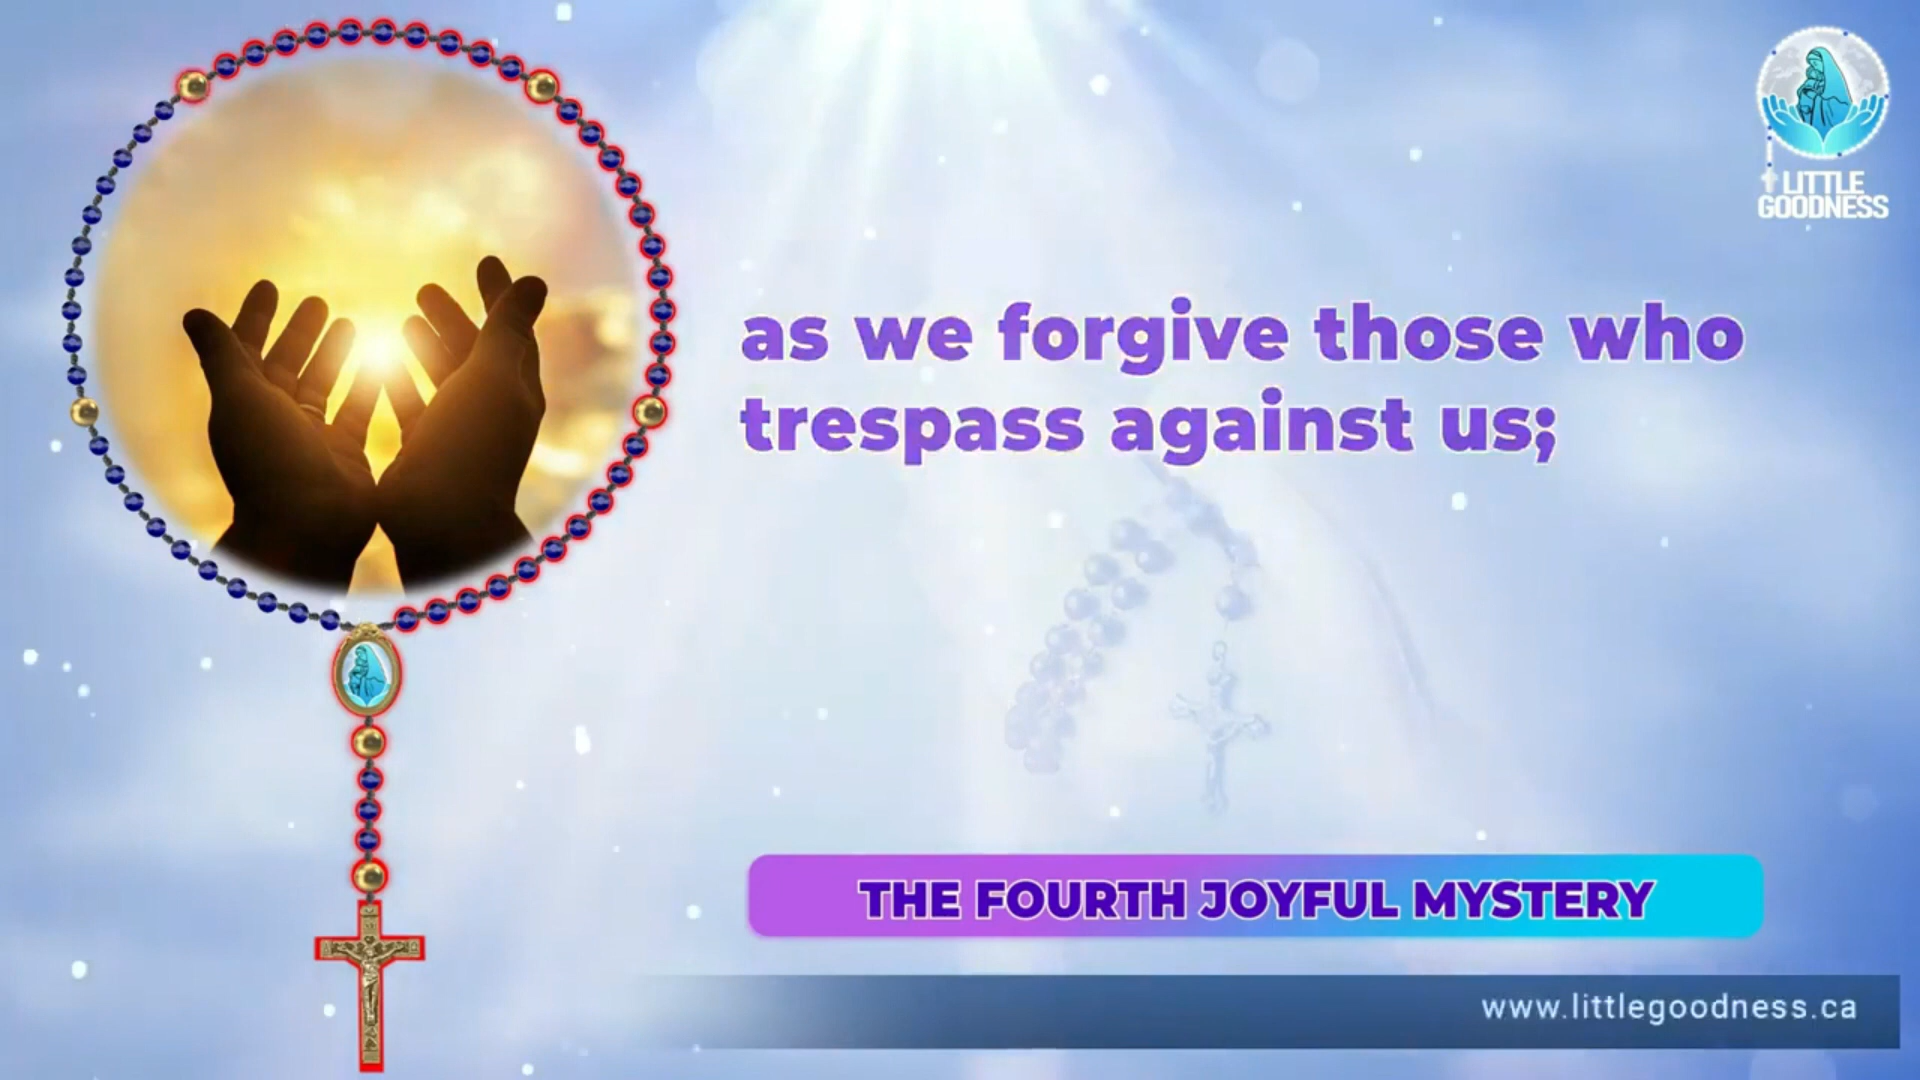 LITTLE
GOODNESS
as we forgive those who
trespass against us;
THE FOURTH JOYFUL MYSTERY
www.littlegoodness.ca